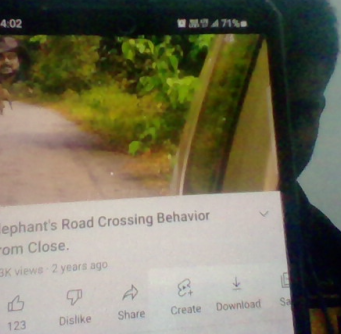 4:02 71%
lephant's Road Crossing Behavior
rom Close.
3K views · 2 years ago
123 Dislike Share Create Download Sa